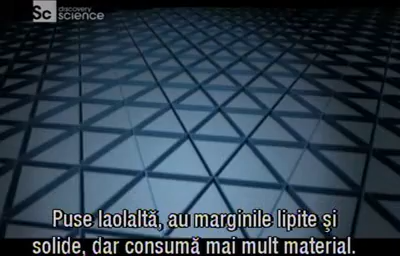 Sc discovery
science
Puse laolaltă, au marginile lipite şi
solide, dar consumă mai mult material.